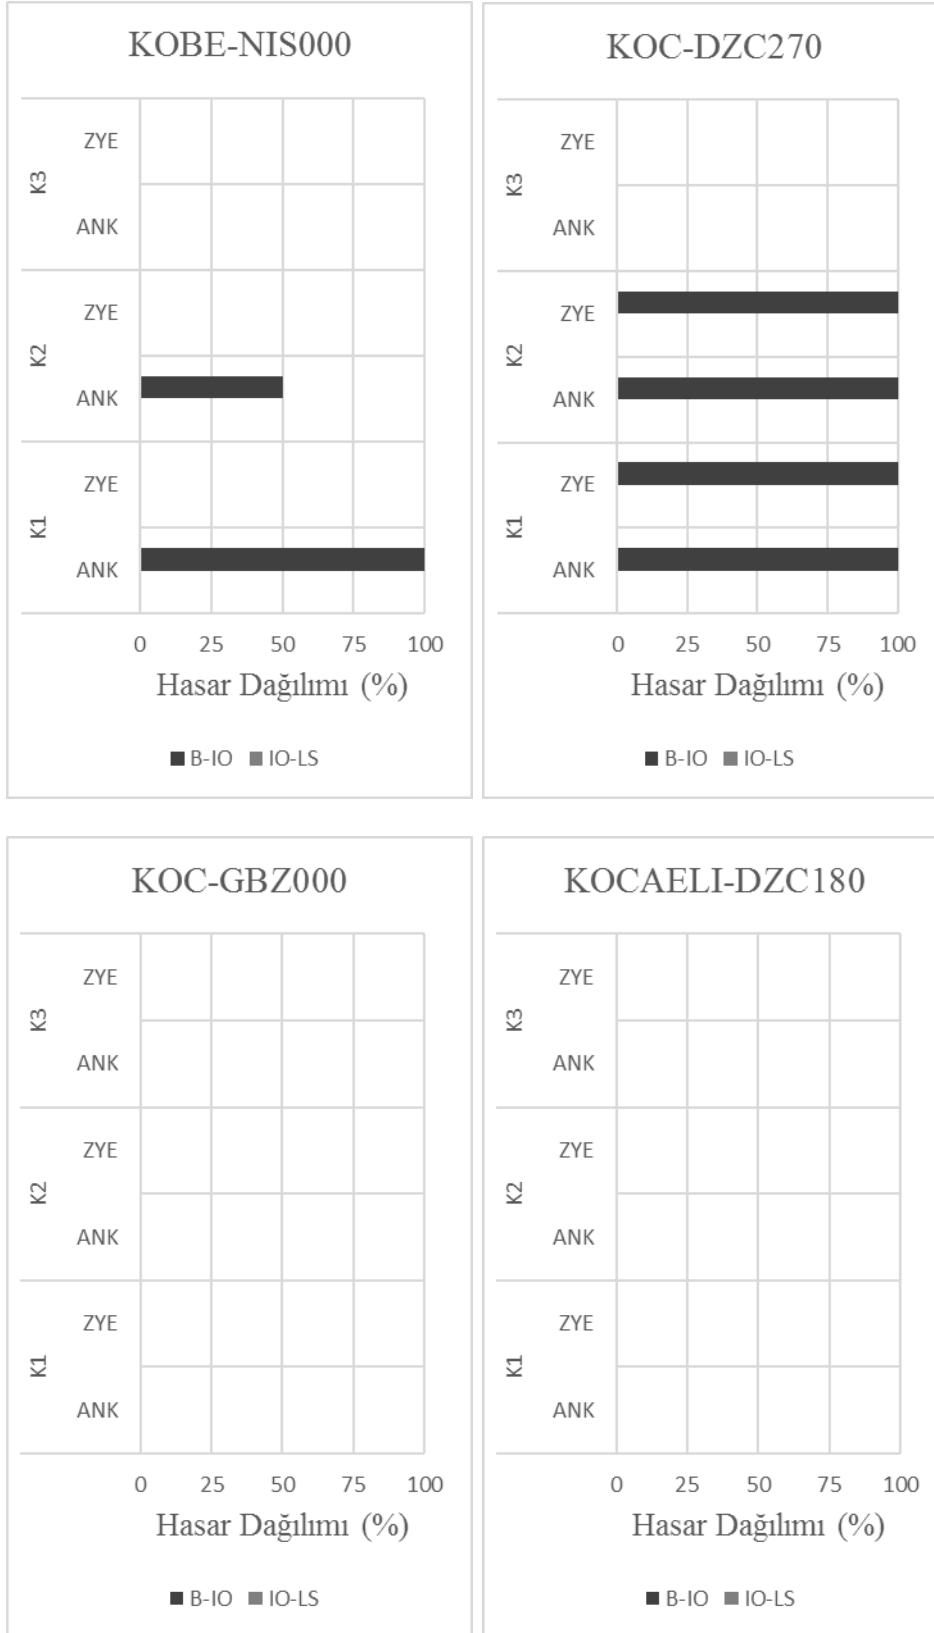 KOBE-NIS000
K3
ZYE
ANK
K2
ZYE
ANK
K1
ZYE
ANK
0 25 50 75 100
Hasar Dağılımı (%)
B-IO IO-LS
KOC-DZC270
K3
ZYE
ANK
K2
ZYE
ANK
K1
ZYE
ANK
0 25 50 75 100
Hasar Dağılımı (%)
B-IO IO-LS
KOC-GBZ000
K3
ZYE
ANK
K2
ZYE
ANK
K1
ZYE
ANK
0 25 50 75 100
Hasar Dağılımı (%)
B-IO IO-LS
KOCAELI-DZC180
K3
ZYE
ANK
K2
ZYE
ANK
K1
ZYE
ANK
0 25 50 75 100
Hasar Dağılımı (%)
B-IO IO-LS